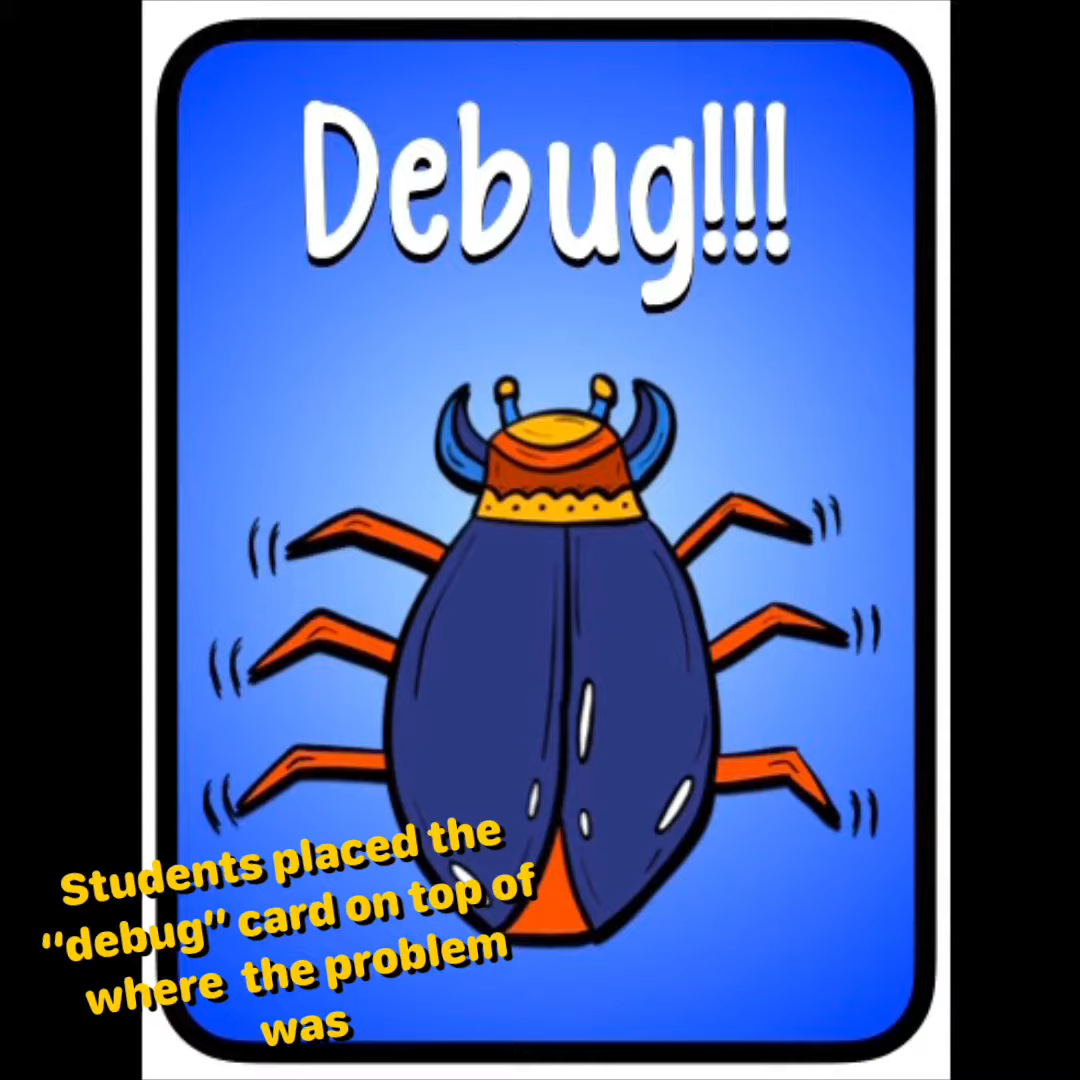 Debug!!!
Students placed the
"debug" card on top of
where the problem
was